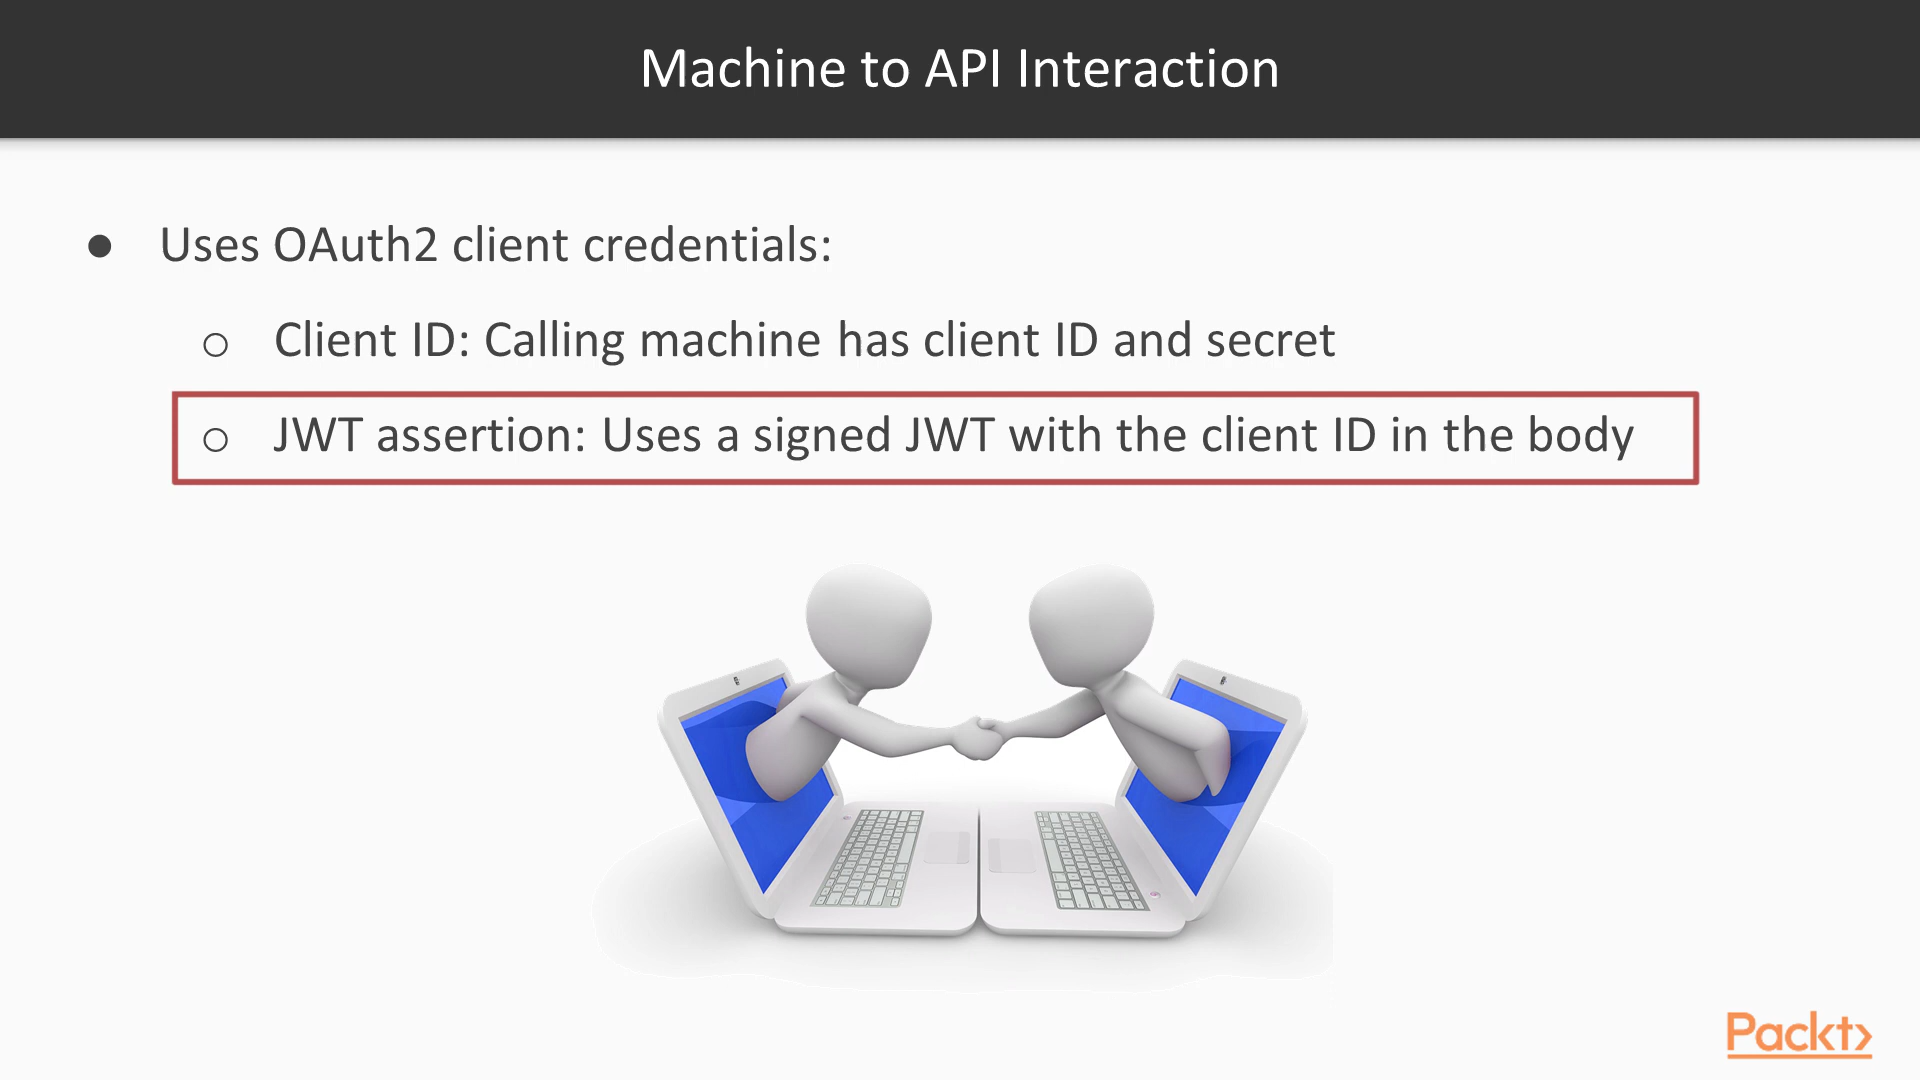 Machine to API Interaction
● Uses OAuth2 client credentials:
○ Client ID: Calling machine has client ID and secret
○ JWT assertion: Uses a signed JWT with the client ID in the body
Packt>